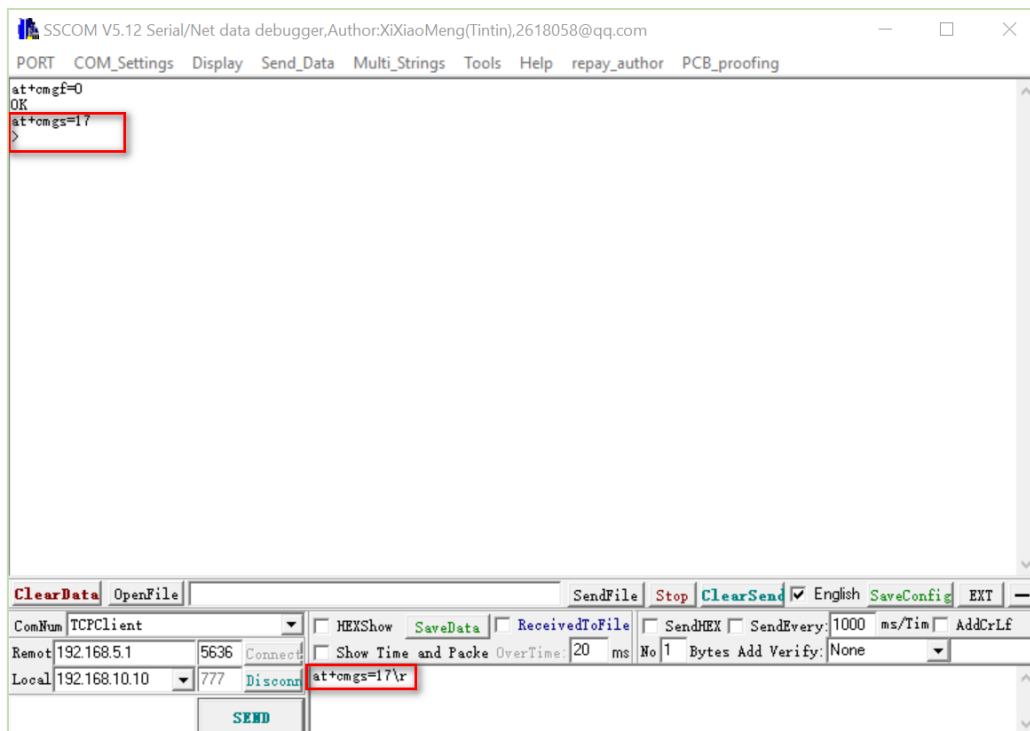 SSCOM V5.12 Serial/Net data debugger,Author:XiXiaoMeng(Tintin),2618058@qq.com
PORT COM_Settings Display Send_Data Multi_Strings Tools Help repay_author PCB_proofing
at+cmgf=0
OK
at+cmgs=17
>
ClearData OpenFile SendFile Stop ClearSend English SaveConfig EXT
ComNum TCPClient HEXShow SaveData ReceivedToFile SendHEX SendEvery: 1000 ms/Tim AddCrLf
Remot 192.168.5.1 5636 Connect Show Time and Packe OverTime: 20 ms No 1 Bytes Add Verify: None
Local 192.168.10.10 777 Disconn at+cmgs=17\r
SEND